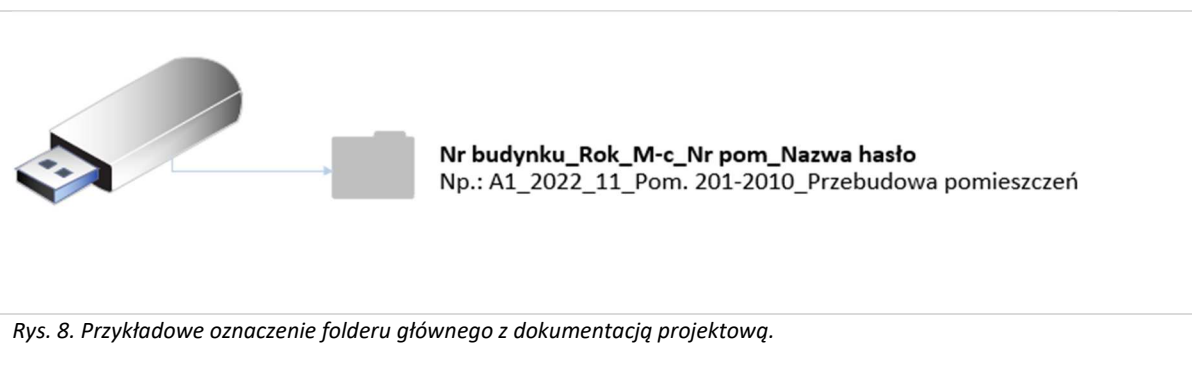 Nr budynku_Rok_M-c_Nr pom_Nazwa hasło
Np.: A1_2022_11_Pom. 201-2010_Przebudowa pomieszczeń
Rys. 8. Przykładowe oznaczenie folderu głównego z dokumentacją projektową.